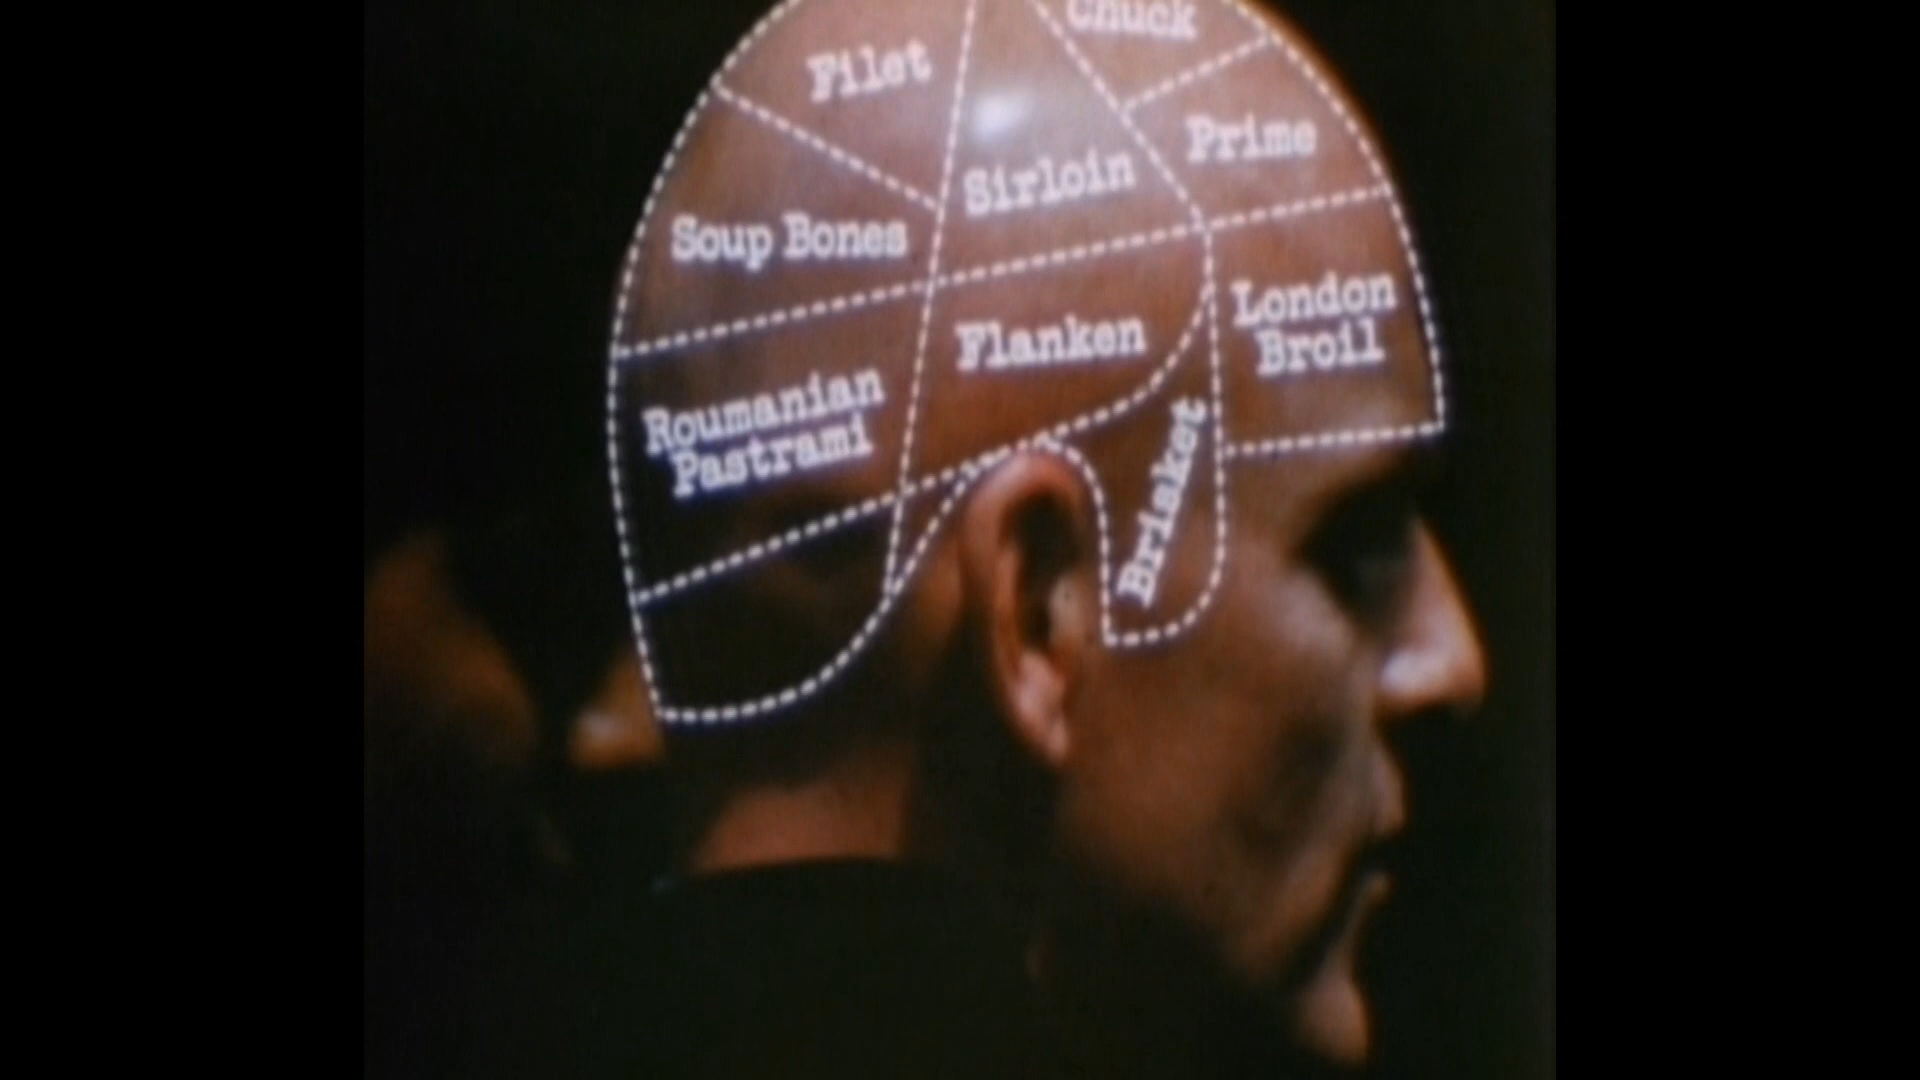 Chuck
Filet
Prime
Sirloin
Soup Bones
London
Broil
Flanken
Roumanian
Pastrami
Brisket